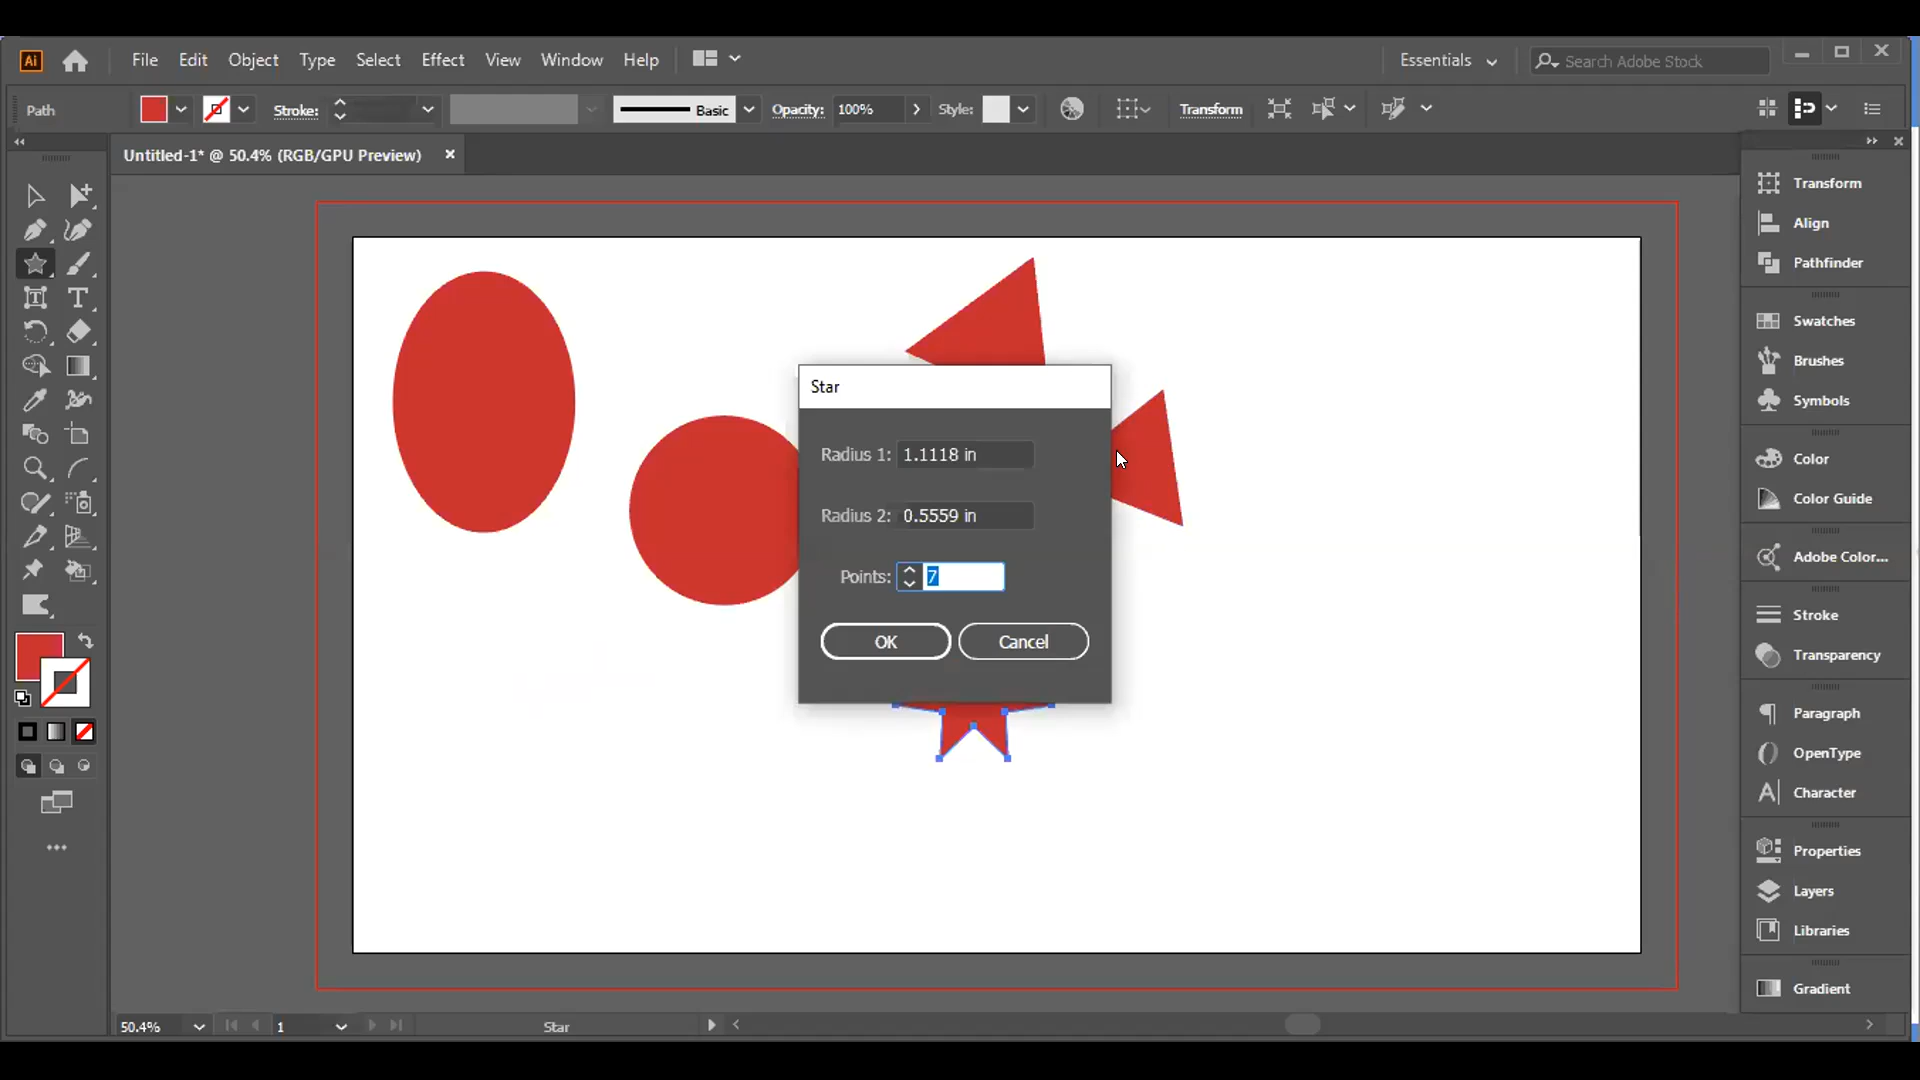 Ai File Edit Object Type Select Effect View Window Help Essentials Search Adobe Stock
Path Stroke: Basic Opacity: 100% Style: Transform
Untitled-1* @ 50.4% (RGB/GPU Preview)
Star
Radius 1: 1.1118 in
Radius 2: 0.5559 in
Points: 7
OK Cancel
Transform
Align
Pathfinder
Swatches
Brushes
Symbols
Color
Color Guide
Adobe Color...
Stroke
Transparency
Paragraph
OpenType
Character
Properties
Layers
Libraries
Gradient
50.4% 1 Star